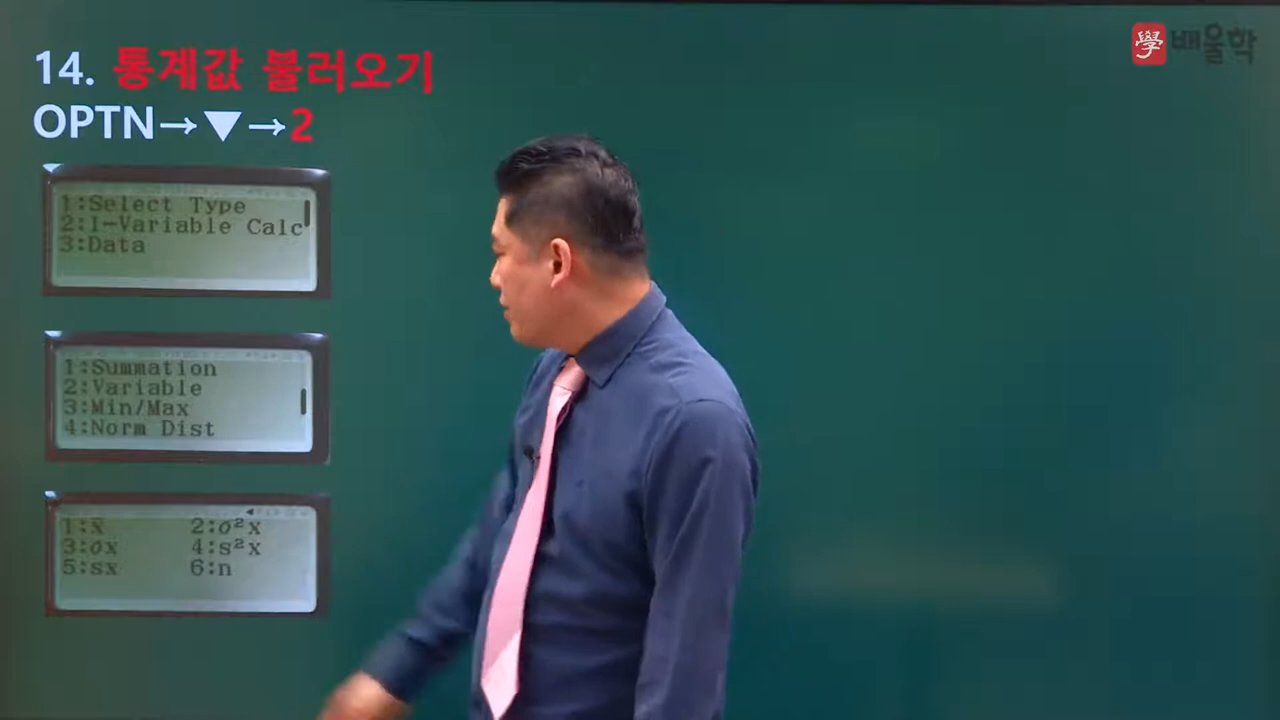 14. 통계값 불러오기
學 배울학
OPTN→▼→2
1:Select Type
2:1-Variable Calc
3:Data
1:Summation
2:Variable
3:Min/Max
4:Norm Dist
1:x̄ 2:σ²x
3:σx 4:s²x
5:sx 6:n